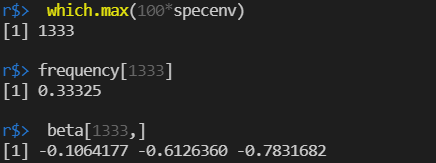 r$> which.max(100*specenv)
[1] 1333
r$> frequency[1333]
[1] 0.33325
r$> beta[1333,]
[1] -0.1064177 -0.6126360 -0.7831682